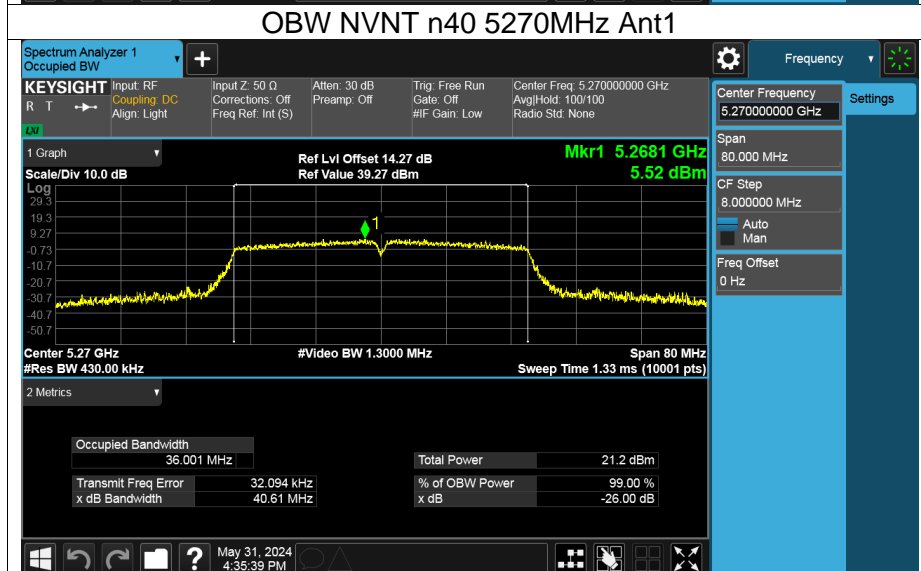 OBW NVNT n40 5270MHz Ant1
Spectrum Analyzer 1
Occupied BW
+
Frequency
KEYSIGHT
R T
LXI
Input: RF
Coupling: DC
Align: Light
Input Z: 50 Ω
Corrections: Off
Freq Ref: Int (S)
Atten: 30 dB
Preamp: Off
Trig: Free Run
Gate: Off
#IF Gain: Low
Center Freq: 5.270000000 GHz
Avg|Hold: 100/100
Radio Std: None
Center Frequency
5.270000000 GHz
Settings
Span
80.000 MHz
CF Step
8.000000 MHz
Auto
Man
Freq Offset
0 Hz
1 Graph
Scale/Div 10.0 dB
Ref Lvl Offset 14.27 dB
Ref Value 39.27 dBm
Mkr1 5.2681 GHz
5.52 dBm
Log
29.3
19.3
9.27
-0.73
-10.7
-20.7
-30.7
-40.7
-50.7
1
Center 5.27 GHz
#Res BW 430.00 kHz
#Video BW 1.3000 MHz
Span 80 MHz
Sweep Time 1.33 ms (10001 pts)
2 Metrics
Occupied Bandwidth
36.001 MHz
Transmit Freq Error 32.094 kHz
x dB Bandwidth 40.61 MHz
Total Power 21.2 dBm
% of OBW Power 99.00 %
x dB -26.00 dB
?
May 31, 2024
4:35:39 PM